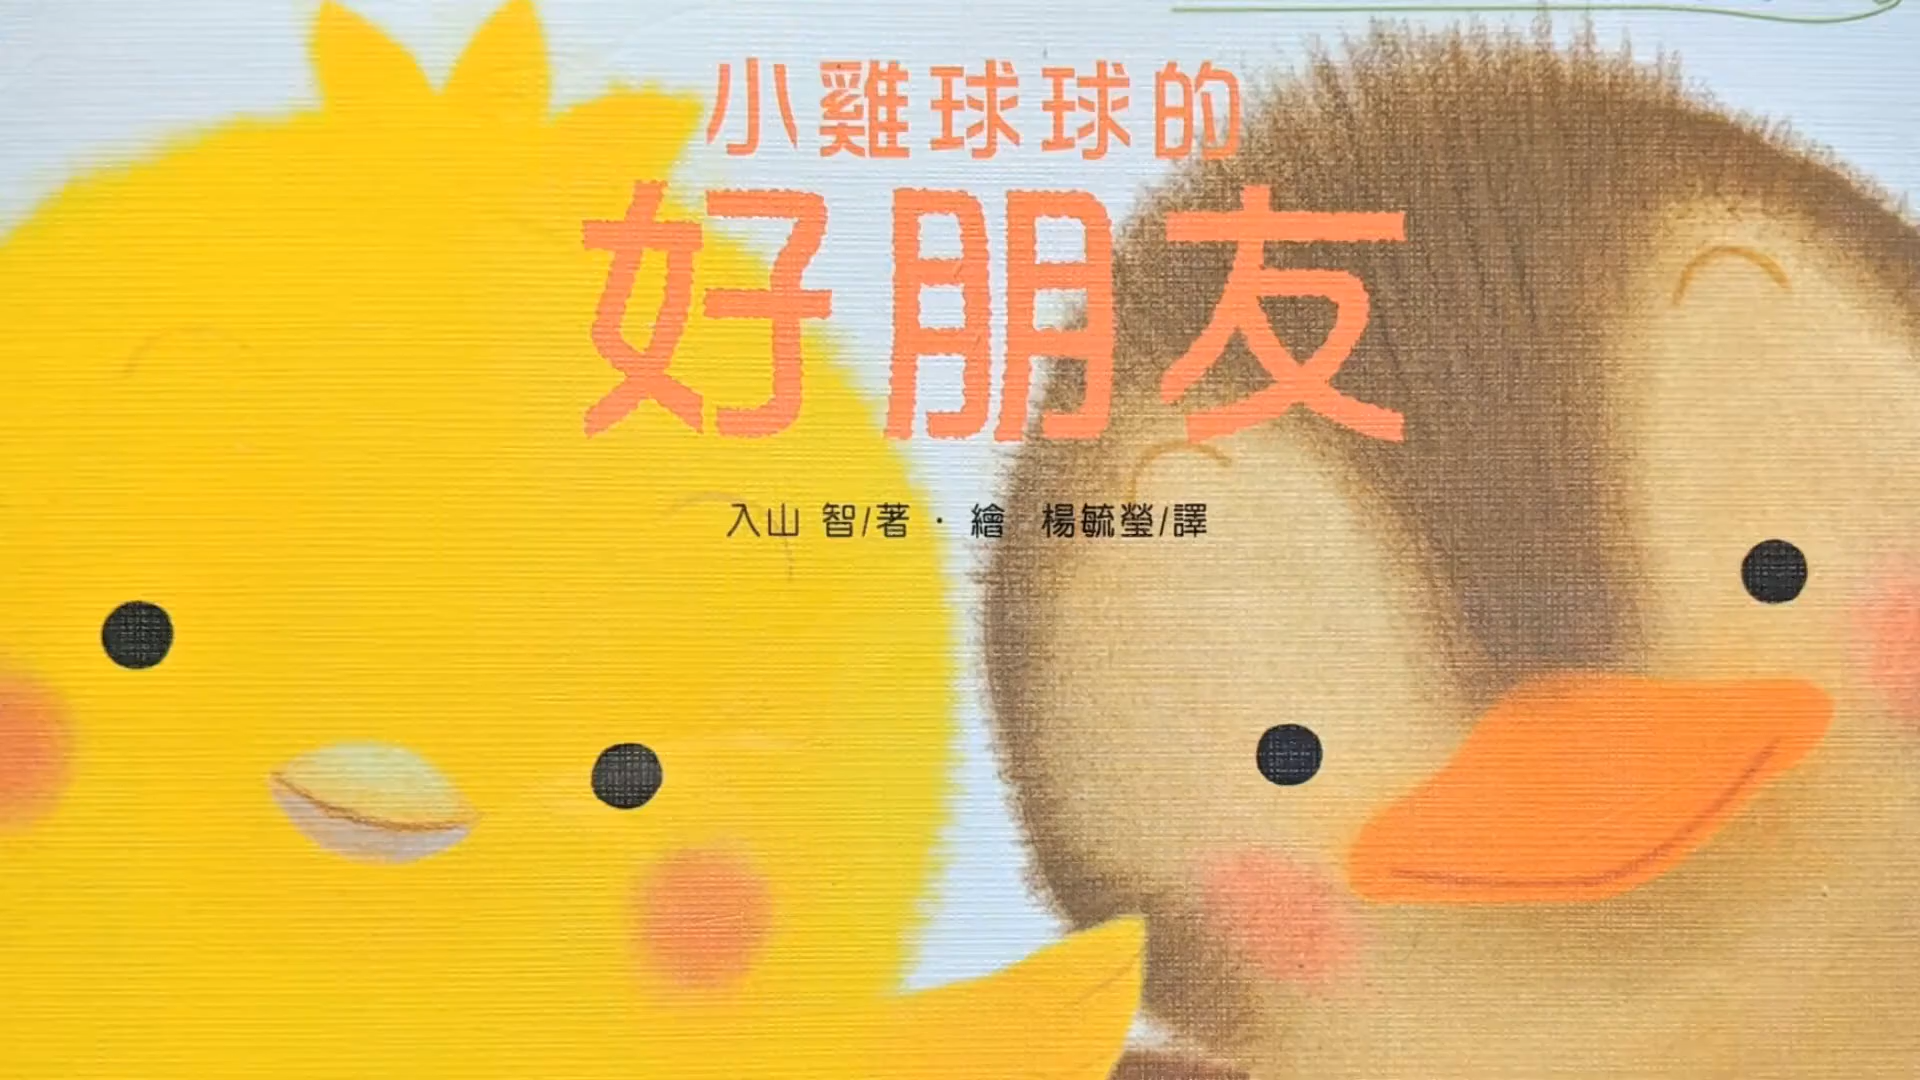 小雞球球的
好朋友
入山 智/著 · 繪 楊毓瑩/譯